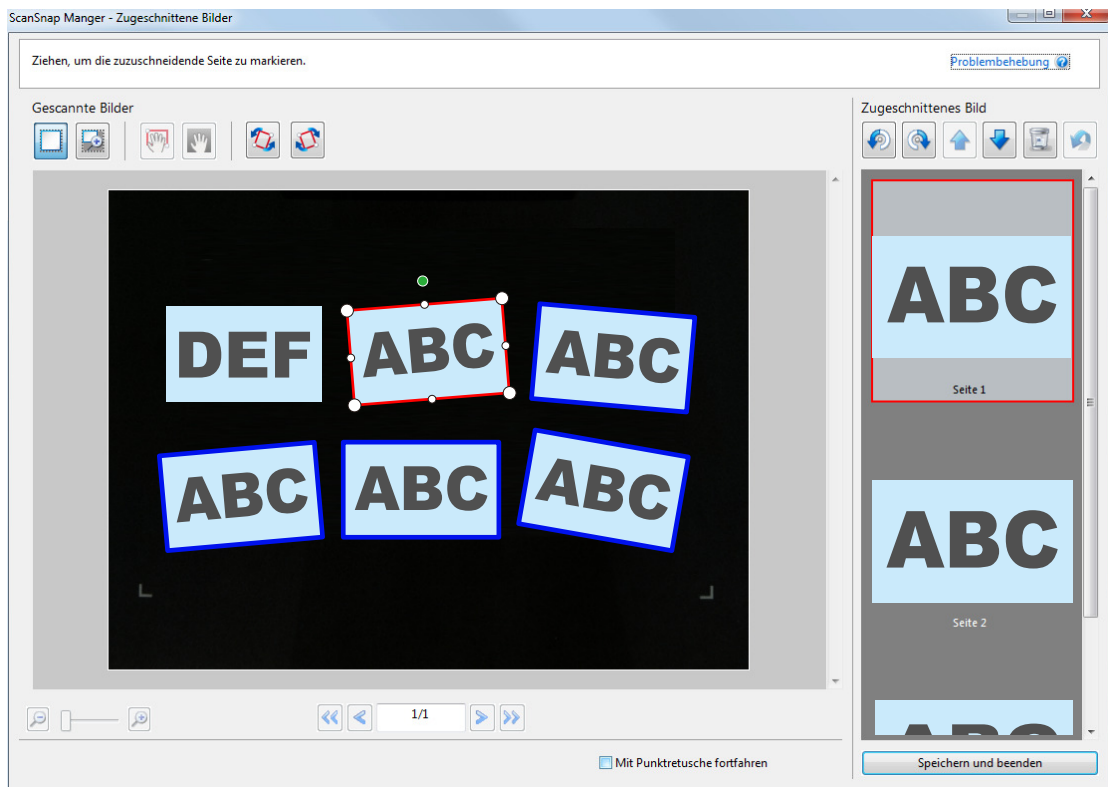 ScanSnap Manger - Zugeschnittene Bilder
Ziehen, um die zuzuschneidende Seite zu markieren.
Problembehebung
Gescannte Bilder
Zugeschnittenes Bild
DEF
ABC
ABC
ABC
ABC
ABC
ABC
Seite 1
ABC
Seite 2
ABC
1/1
Mit Punktretusche fortfahren
Speichern und beenden